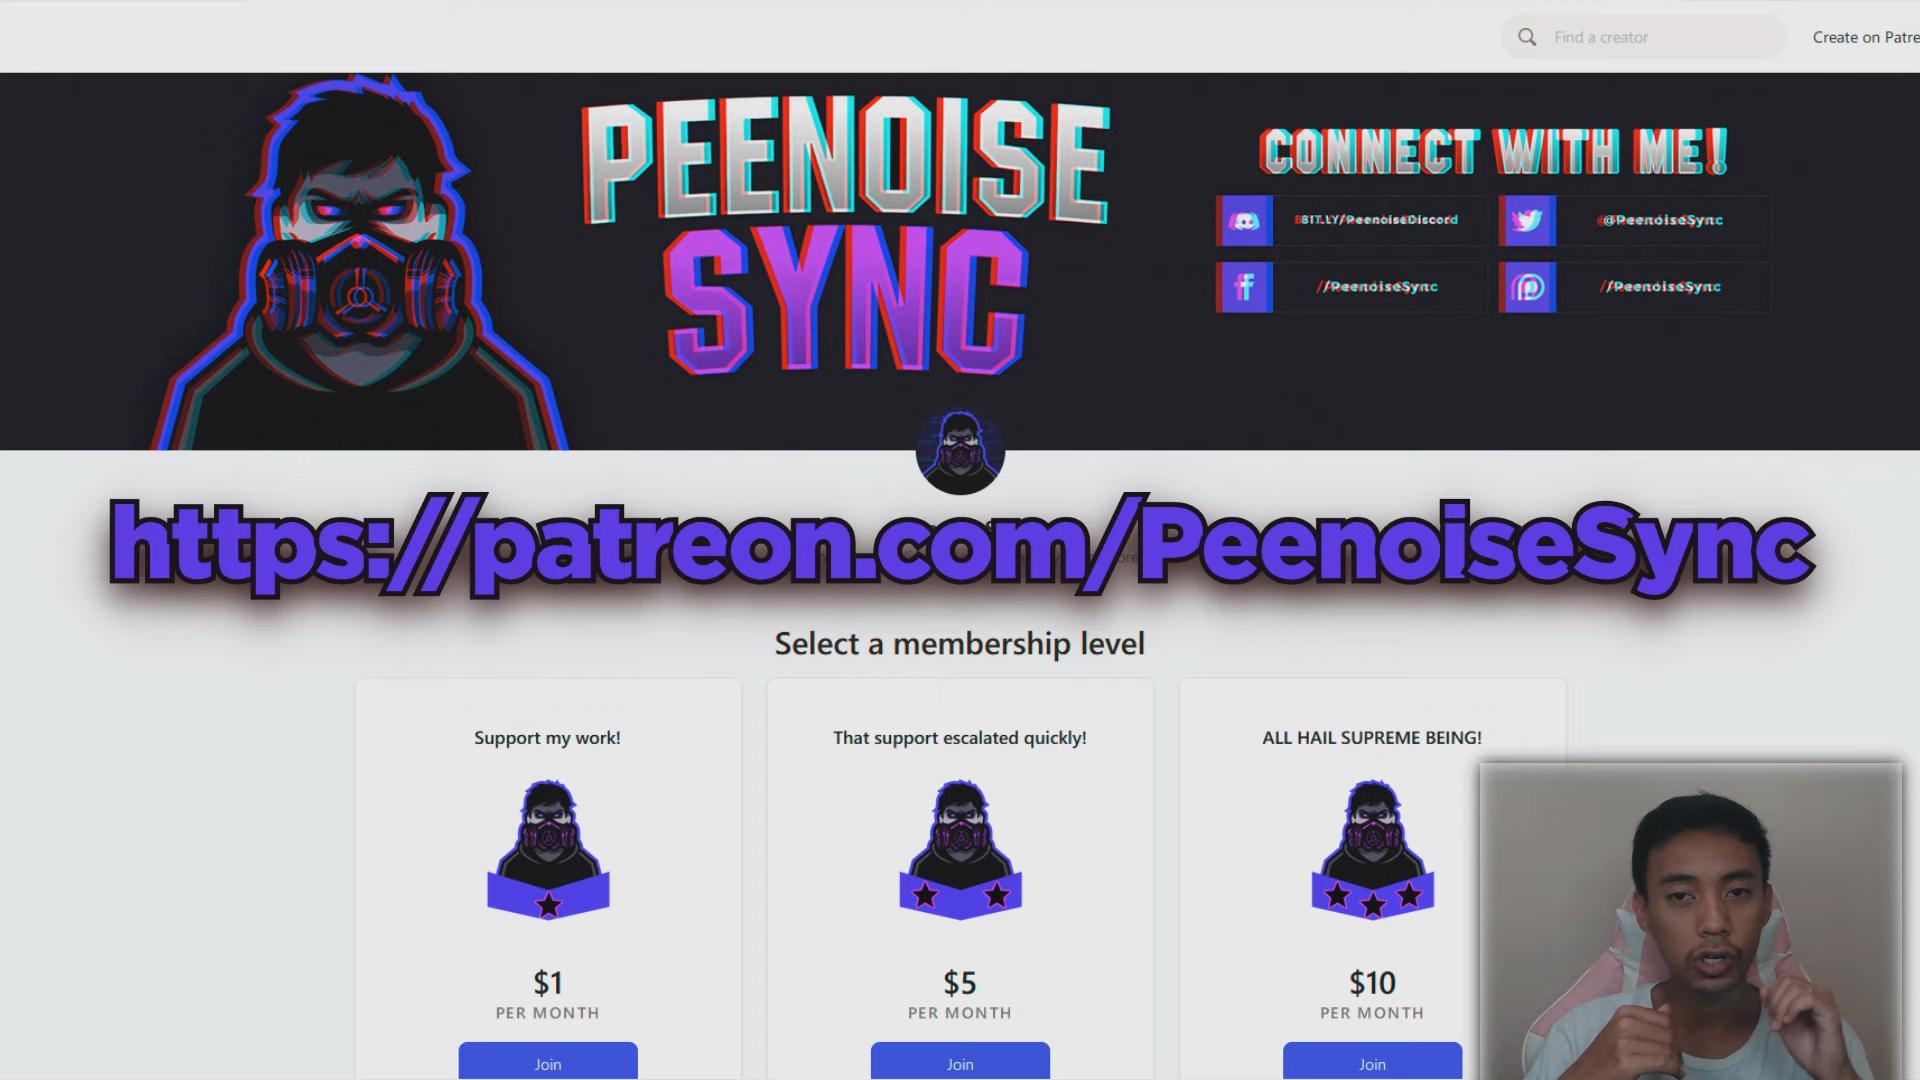 Find a creator
Create on Patre
PEENOISE
SYNC
CONNECT WITH ME!
BIT.LY/PeenoiseDiscord
@PeenoiseSync
//PeenoiseSync
//PeenoiseSync
https://patreon.com/PeenoiseSync
Select a membership level
Support my work!
That support escalated quickly!
ALL HAIL SUPREME BEING!
$1
$5
$10
PER MONTH
PER MONTH
PER MONTH
Join
Join
Join